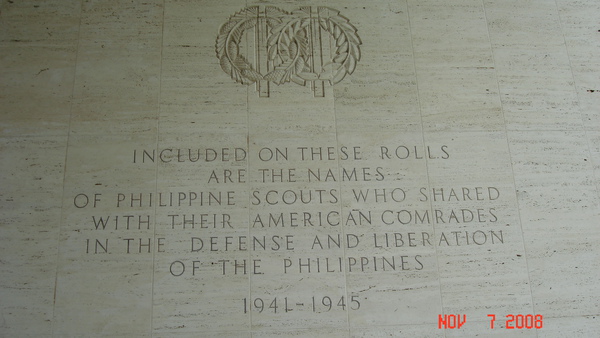 INCLUDED ON THESE ROLLS
ARE THE NAMES
OF PHILIPPINE SCOUTS WHO SHARED
WITH THEIR AMERICAN COMRADES
IN THE DEFENSE AND LIBERATION
OF THE PHILIPPINES
1941-1945
NOV 7.2008